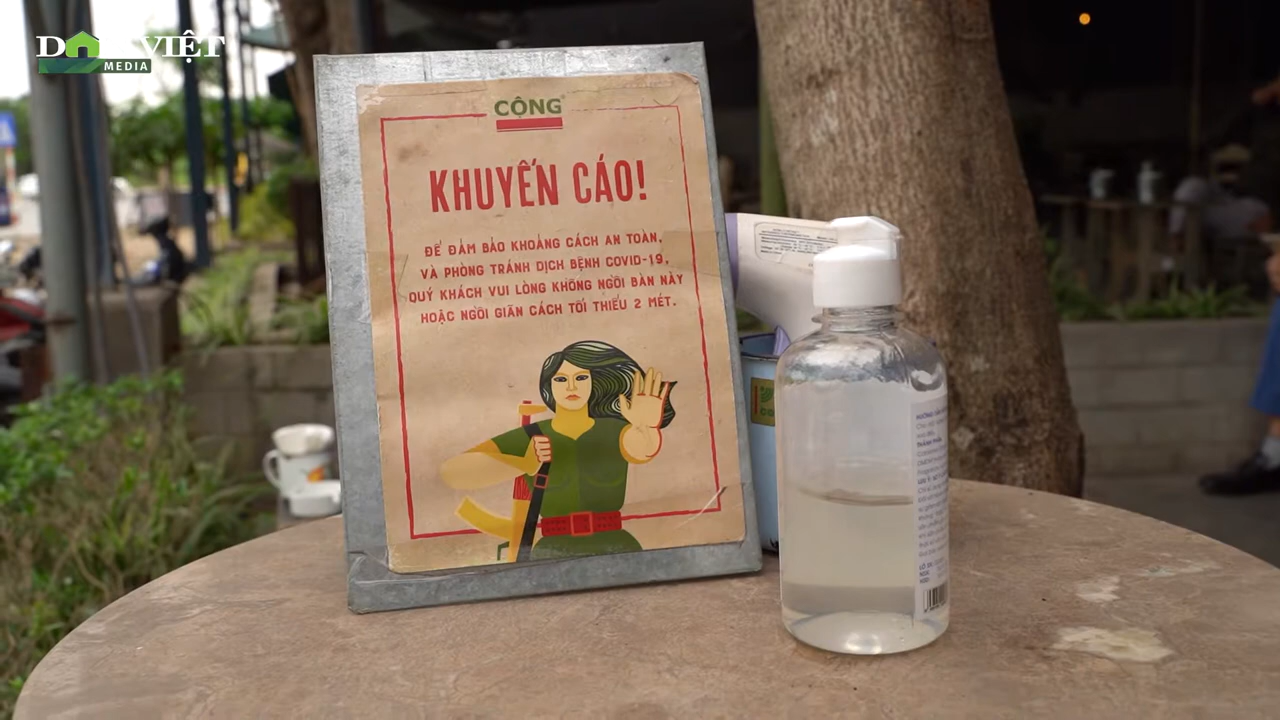 DÂN VIỆT
MEDIA
CỘNG
KHUYẾN CÁO!
ĐỂ ĐẢM BẢO KHOẢNG CÁCH AN TOÀN,
VÀ PHÒNG TRÁNH DỊCH BỆNH COVID-19,
QUÝ KHÁCH VUI LÒNG KHÔNG NGỒI BÀN NÀY
HOẶC NGỒI GIÃN CÁCH TỐI THIỂU 2 MÉT.